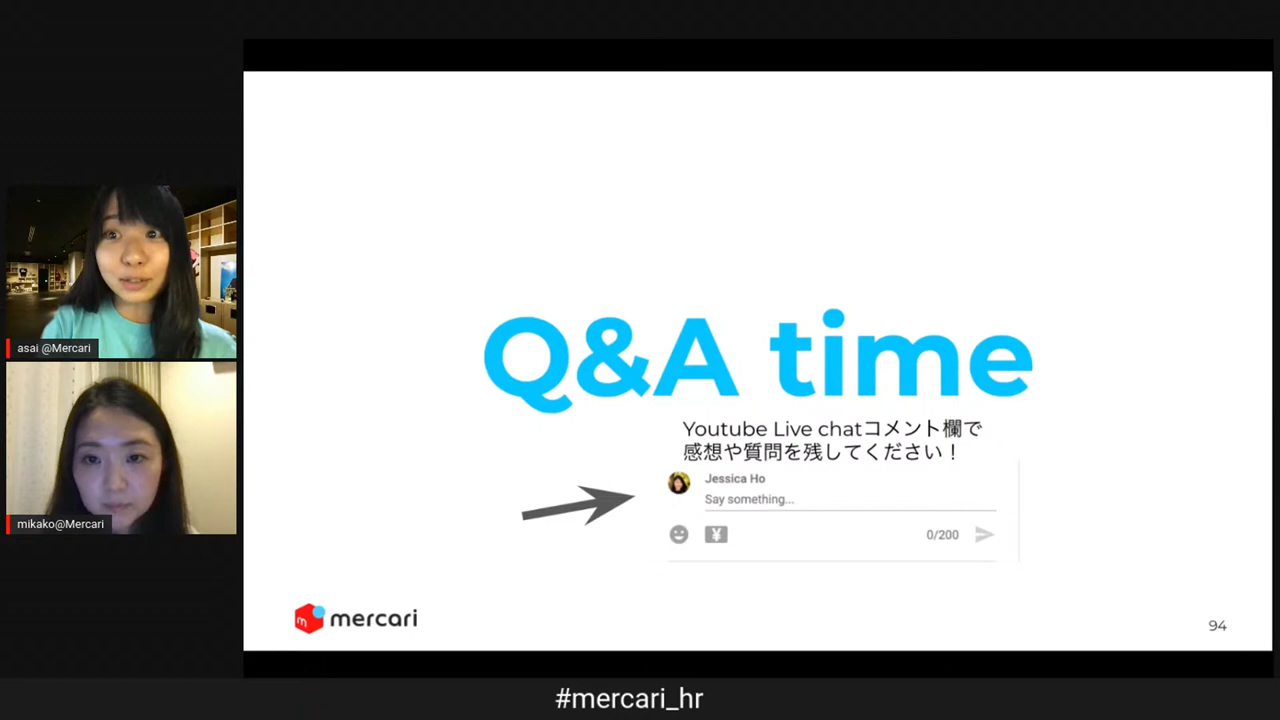 asai @Mercari
mikako@Mercari
Q&A time
Youtube Live chatコメント欄で
感想や質問を残してください！
Jessica Ho
Say something...
¥
0/200
m mercari
94
#mercari_hr